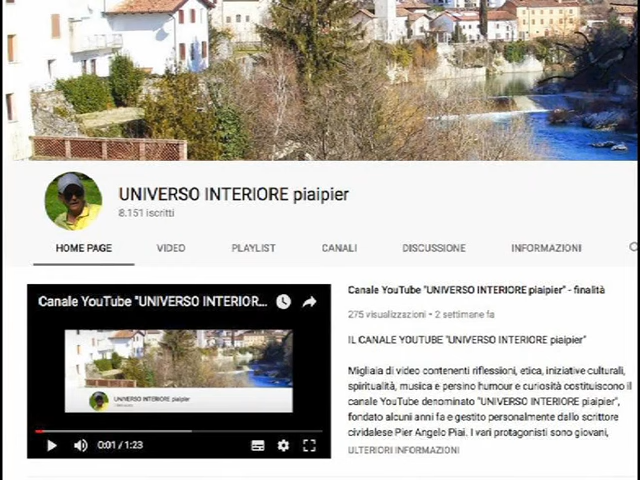 UNIVERSO INTERIORE piaipier
8.151 iscritti
HOME PAGE VIDEO PLAYLIST CANALI DISCUSSIONE INFORMAZIONI
Canale YouTube "UNIVERSO INTERIOR...
UNIVERSO INTERIORE piaipier
0:01 / 1:23
Canale YouTube "UNIVERSO INTERIORE piaipier" - finalità
275 visualizzazioni • 2 settimane fa
IL CANALE YOUTUBE "UNIVERSO INTERIORE piaipier"
Migliaia di video contenenti riflessioni, etica, iniziative culturali,
spiritualità, musica e persino humour e curiosità costituiscono il
canale YouTube denominato "UNIVERSO INTERIORE piaipier",
fondato alcuni anni fa e gestito personalmente dallo scrittore
cividalese Pier Angelo Piai. I vari protagonisti sono giovani,
ULTERIORI INFORMAZIONI